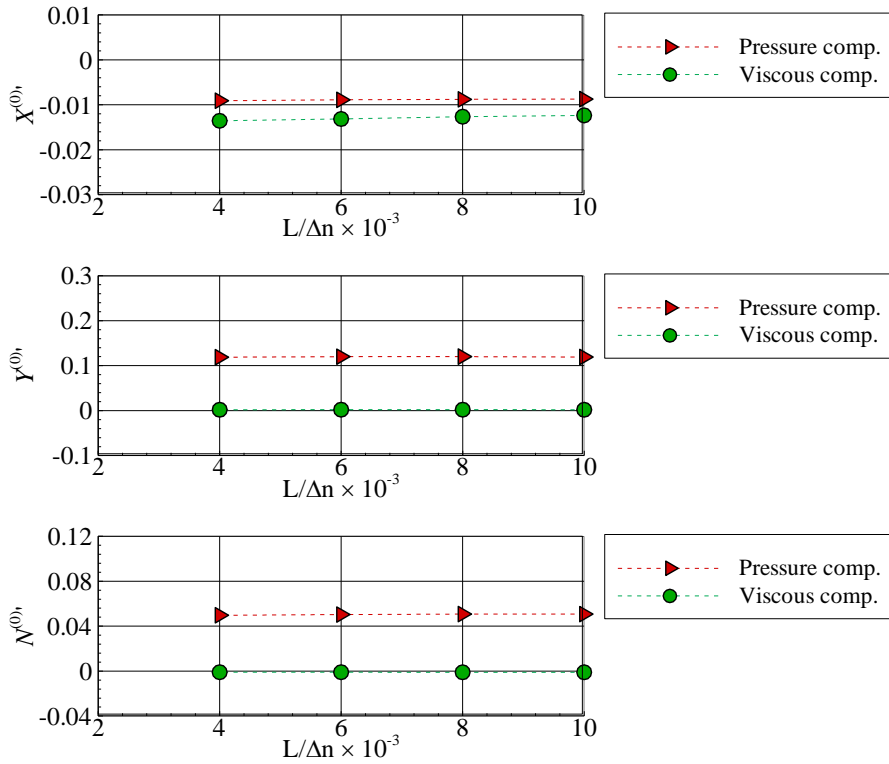 0.01
0
-0.01
-0.02
-0.03
X(0)'
2 4 6 8 10
L/Δn × 10-3
Pressure comp.
Viscous comp.
0.3
0.2
0.1
0
-0.1
Y(0)'
2 4 6 8 10
L/Δn × 10-3
Pressure comp.
Viscous comp.
0.12
0.08
0.04
0
-0.04
N(0)'
2 4 6 8 10
L/Δn × 10-3
Pressure comp.
Viscous comp.